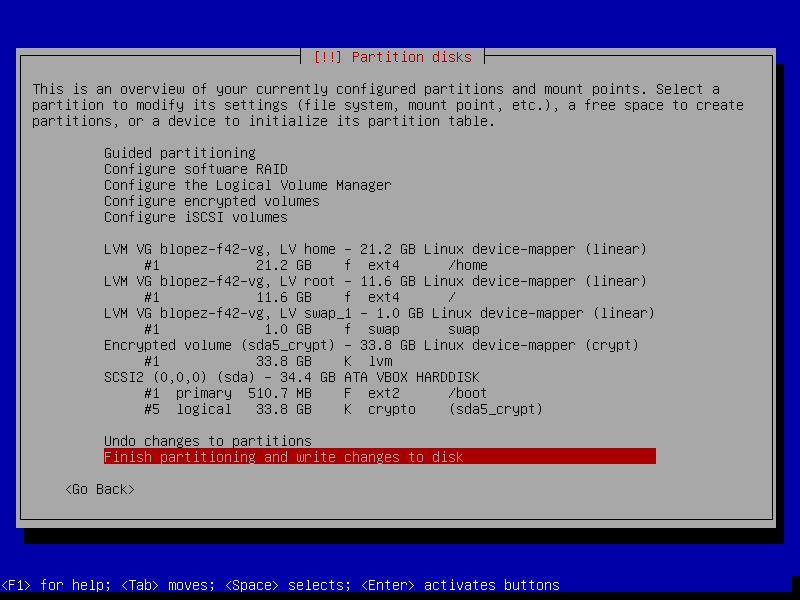 [!!] Partition disks
This is an overview of your currently configured partitions and mount points. Select a
partition to modify its settings (file system, mount point, etc.), a free space to create
partitions, or a device to initialize its partition table.
Guided partitioning
Configure software RAID
Configure the Logical Volume Manager
Configure encrypted volumes
Configure iSCSI volumes
LVM VG blopez-f42-vg, LV home - 21.2 GB Linux device-mapper (linear)
#1 21.2 GB f ext4 /home
LVM VG blopez-f42-vg, LV root - 11.6 GB Linux device-mapper (linear)
#1 11.6 GB f ext4 /
LVM VG blopez-f42-vg, LV swap_1 - 1.0 GB Linux device-mapper (linear)
#1 1.0 GB f swap swap
Encrypted volume (sda5_crypt) - 33.8 GB Linux device-mapper (crypt)
#1 33.8 GB K lvm
SCSI2 (0,0,0) (sda) - 34.4 GB ATA VBOX HARDDISK
#1 primary 510.7 MB F ext2 /boot
#5 logical 33.8 GB K crypto (sda5_crypt)
Undo changes to partitions
Finish partitioning and write changes to disk
<Go Back>
<F1> for help; <Tab> moves; <Space> selects; <Enter> activates buttons